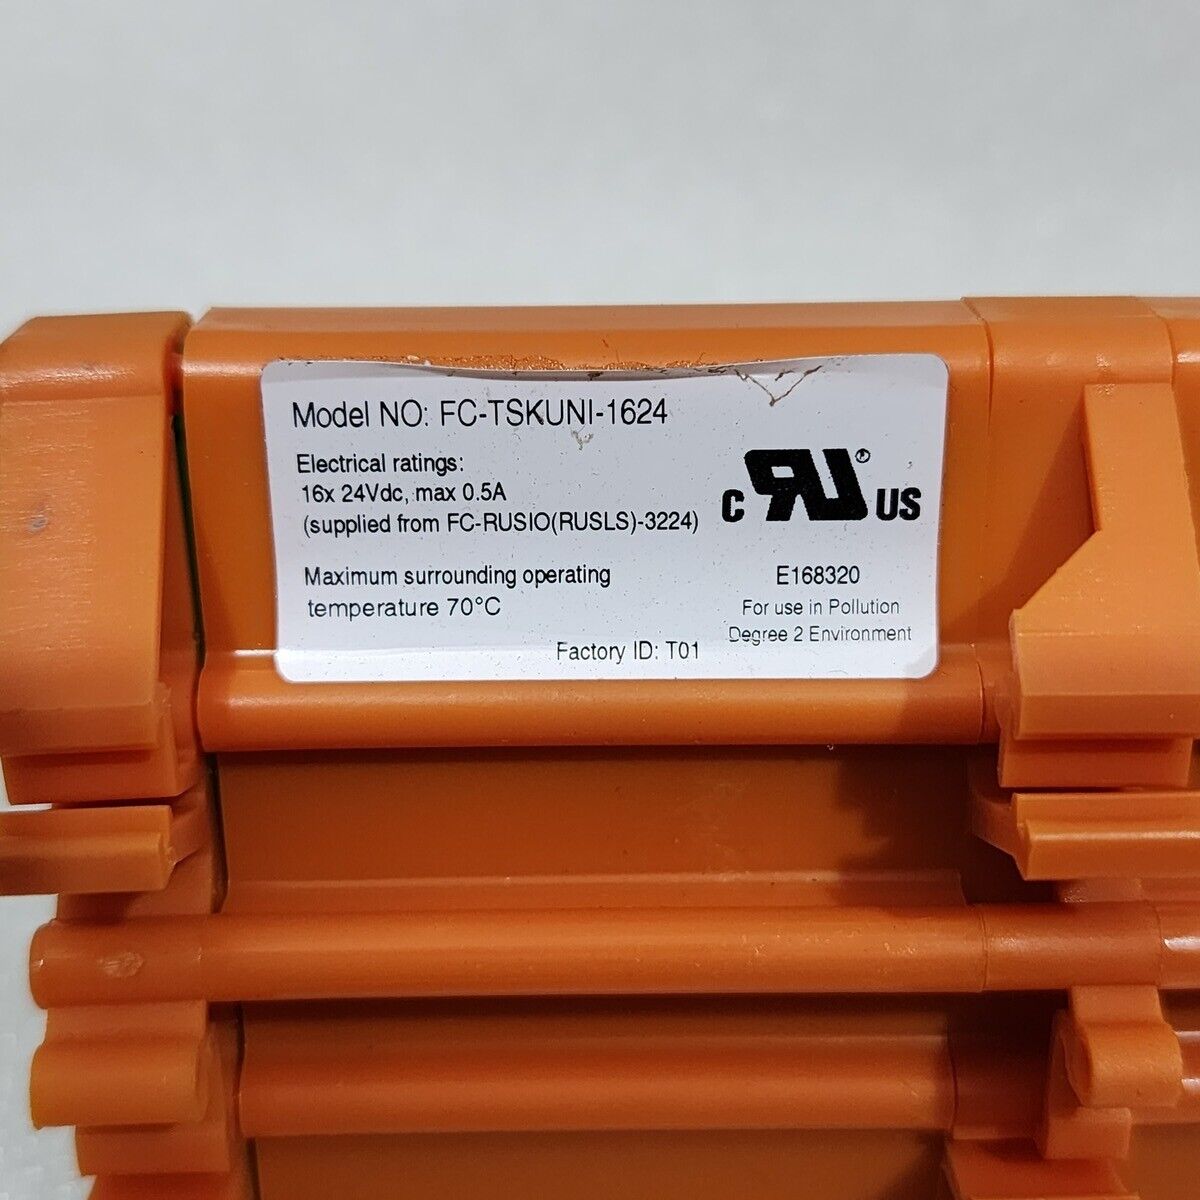 Model NO: FC-TSKUNI-1624
Electrical ratings:
16x 24Vdc, max 0.5A
(supplied from FC-RUSIO(RUSLS)-3224)
Maximum surrounding operating
temperature 70°C
C RU® US
E168320
For use in Pollution
Degree 2 Environment
Factory ID: T01